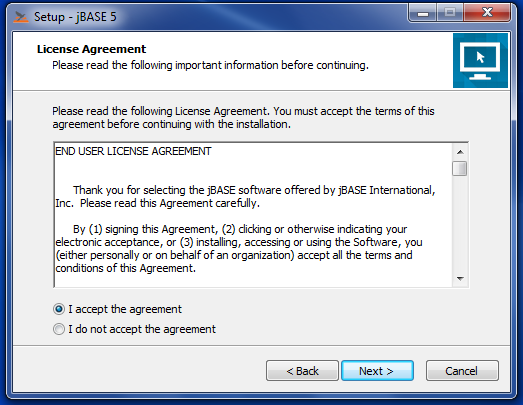 Setup - jBASE 5
License Agreement
Please read the following important information before continuing.
Please read the following License Agreement. You must accept the terms of this
agreement before continuing with the installation.
END USER LICENSE AGREEMENT
Thank you for selecting the jBASE software offered by jBASE International,
Inc. Please read this Agreement carefully.
By (1) signing this Agreement, (2) clicking or otherwise indicating your
electronic acceptance, or (3) installing, accessing or using the Software, you
(either personally or on behalf of an organization) accept all the terms and
conditions of this Agreement.
I accept the agreement
I do not accept the agreement
< Back Next > Cancel